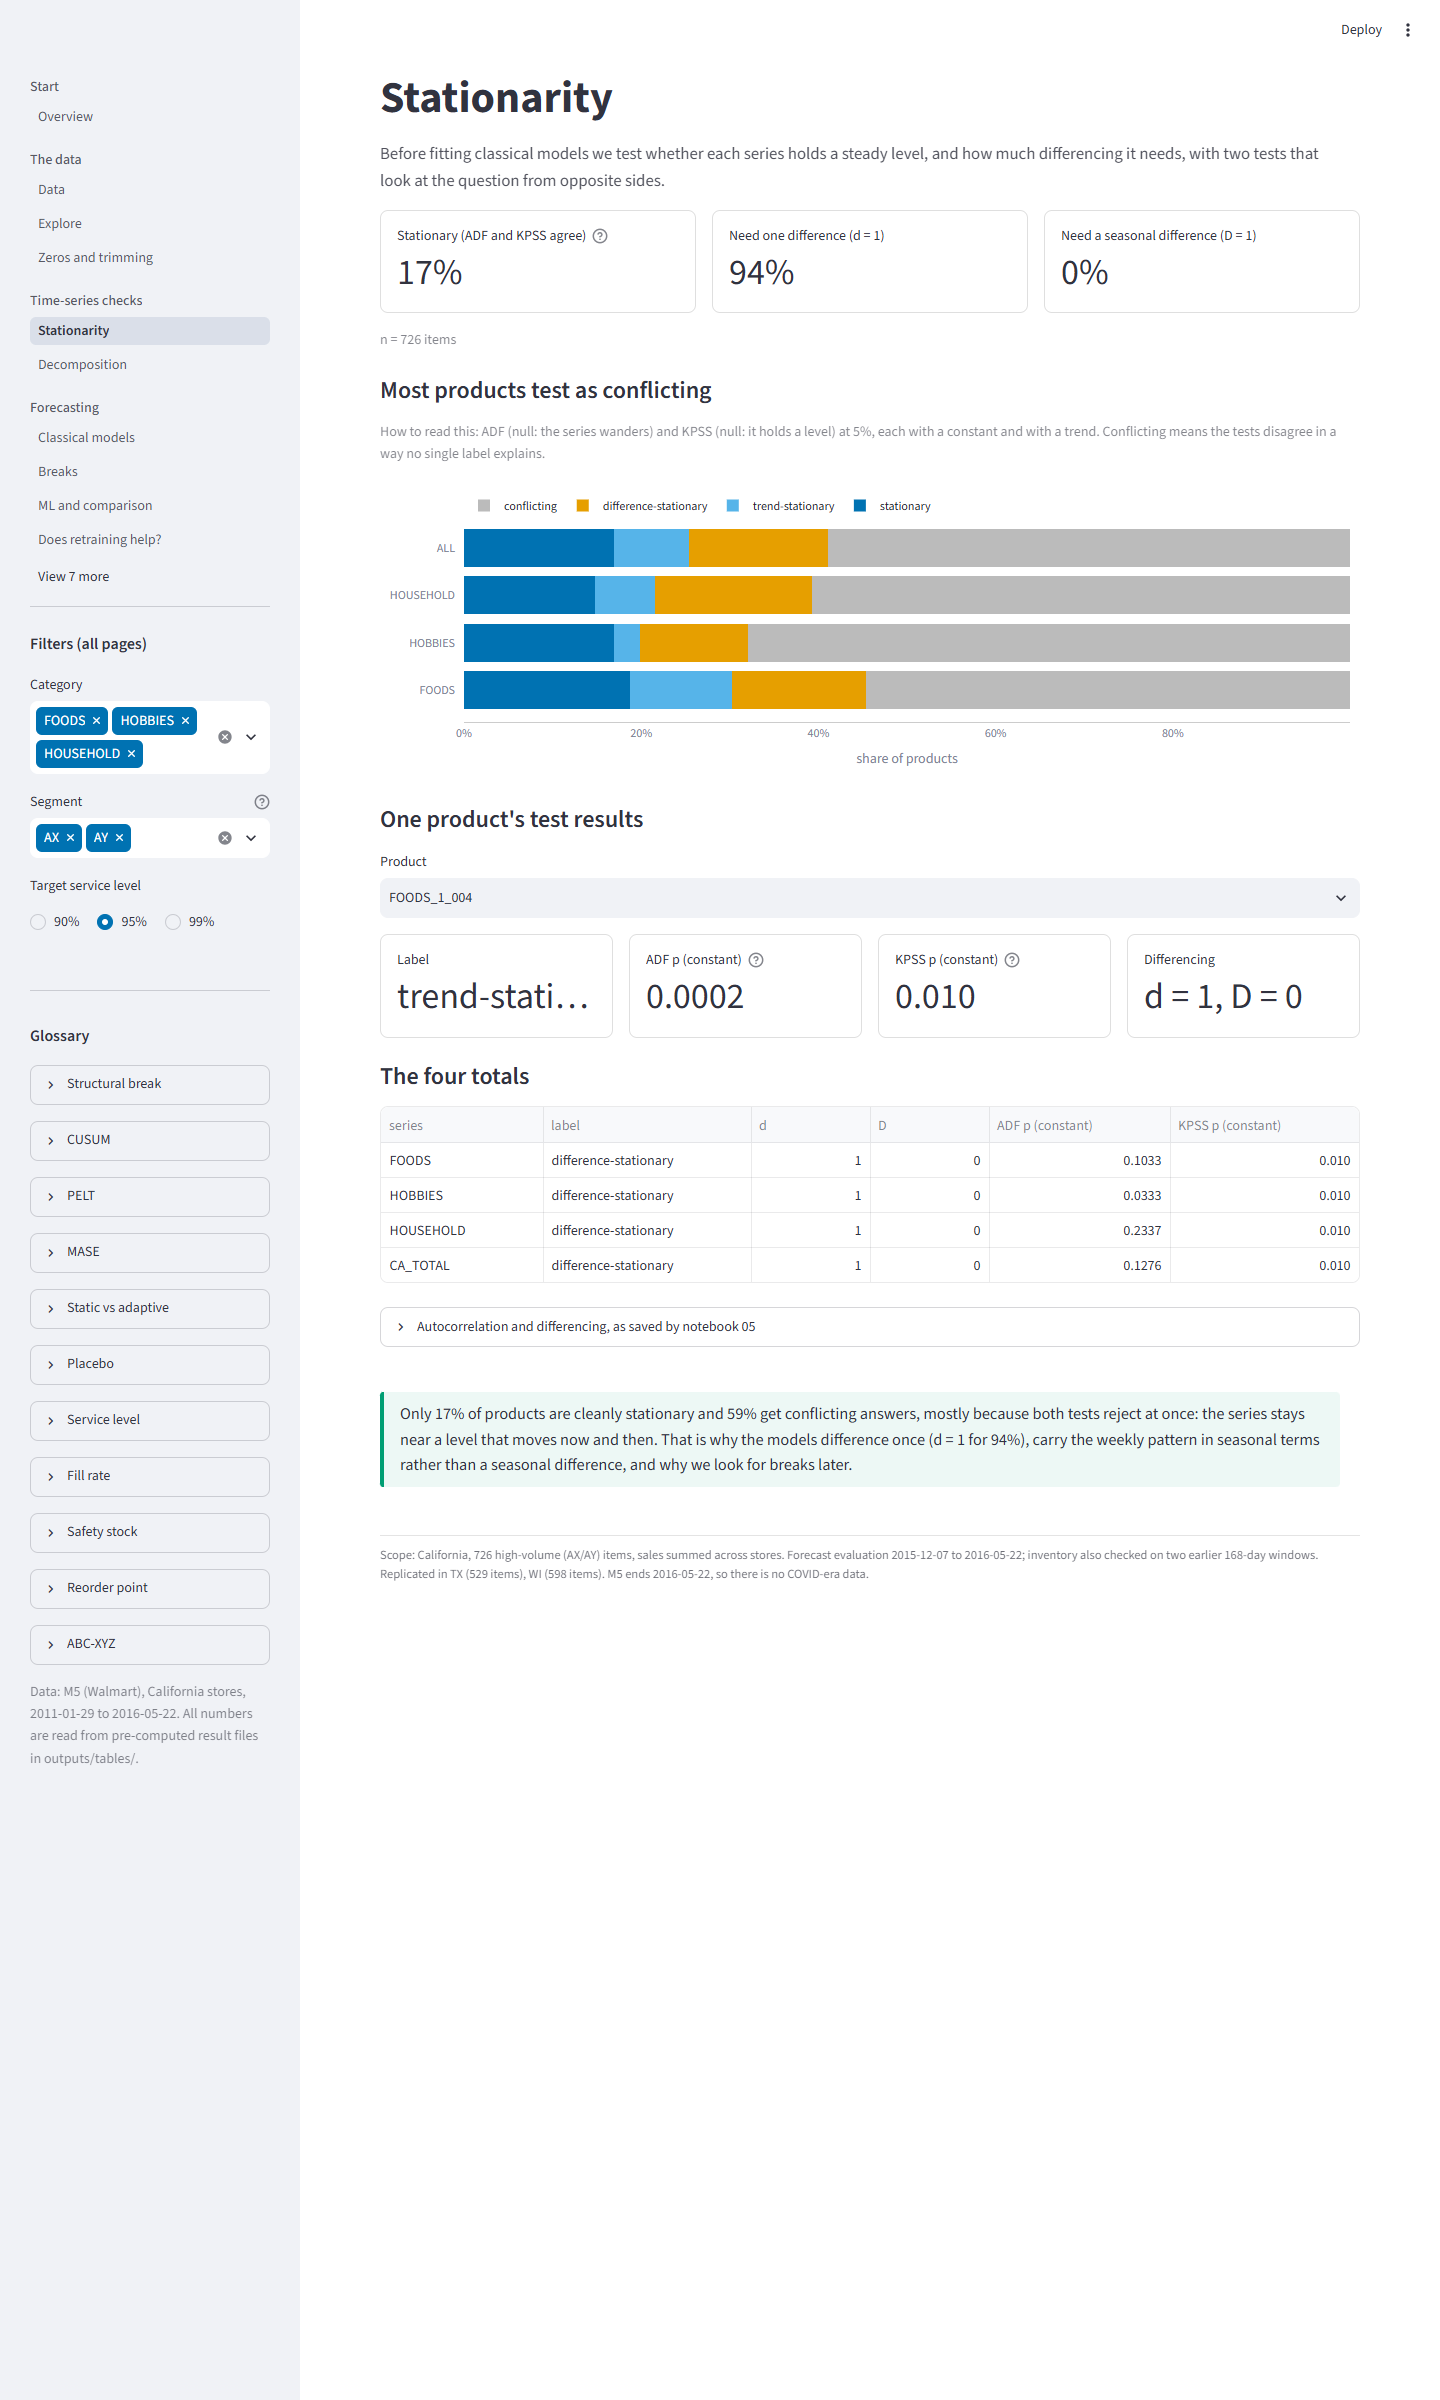 Deploy
Start
Overview
The data
Data
Explore
Zeros and trimming
Time-series checks
Stationarity
Decomposition
Forecasting
Classical models
Breaks
ML and comparison
Does retraining help?
View 7 more
Filters (all pages)
Category
FOODS
HOBBIES
HOUSEHOLD
Segment
AX
AY
Target service level
90%
95%
99%
Glossary
Structural break
CUSUM
PELT
MASE
Static vs adaptive
Placebo
Service level
Fill rate
Safety stock
Reorder point
ABC-XYZ
Data: M5 (Walmart), California stores,
2011-01-29 to 2016-05-22. All numbers
are read from pre-computed result files
in outputs/tables/.
Stationarity
Before fitting classical models we test whether each series holds a steady level, and how much differencing it needs, with two tests that
look at the question from opposite sides.
Stationary (ADF and KPSS agree)
17%
Need one difference (d = 1)
94%
Need a seasonal difference (D = 1)
0%
n = 726 items
Most products test as conflicting
How to read this: ADF (null: the series wanders) and KPSS (null: it holds a level) at 5%, each with a constant and with a trend. Conflicting means the tests disagree in a
way no single label explains.
conflicting difference-stationary trend-stationary stationary
ALL
HOUSEHOLD
HOBBIES
FOODS
0% 20% 40% 60% 80%
share of products
One product's test results
Product
FOODS_1_004
Label
trend-stati…
ADF p (constant)
0.0002
KPSS p (constant)
0.010
Differencing
d = 1, D = 0
The four totals
series label d D ADF p (constant) KPSS p (constant)
FOODS difference-stationary 1 0 0.1033 0.010
HOBBIES difference-stationary 1 0 0.0333 0.010
HOUSEHOLD difference-stationary 1 0 0.2337 0.010
CA_TOTAL difference-stationary 1 0 0.1276 0.010
Autocorrelation and differencing, as saved by notebook 05
Only 17% of products are cleanly stationary and 59% get conflicting answers, mostly because both tests reject at once: the series stays
near a level that moves now and then. That is why the models difference once (d = 1 for 94%), carry the weekly pattern in seasonal terms
rather than a seasonal difference, and why we look for breaks later.
Scope: California, 726 high-volume (AX/AY) items, sales summed across stores. Forecast evaluation 2015-12-07 to 2016-05-22; inventory also checked on two earlier 168-day windows.
Replicated in TX (529 items), WI (598 items). M5 ends 2016-05-22, so there is no COVID-era data.